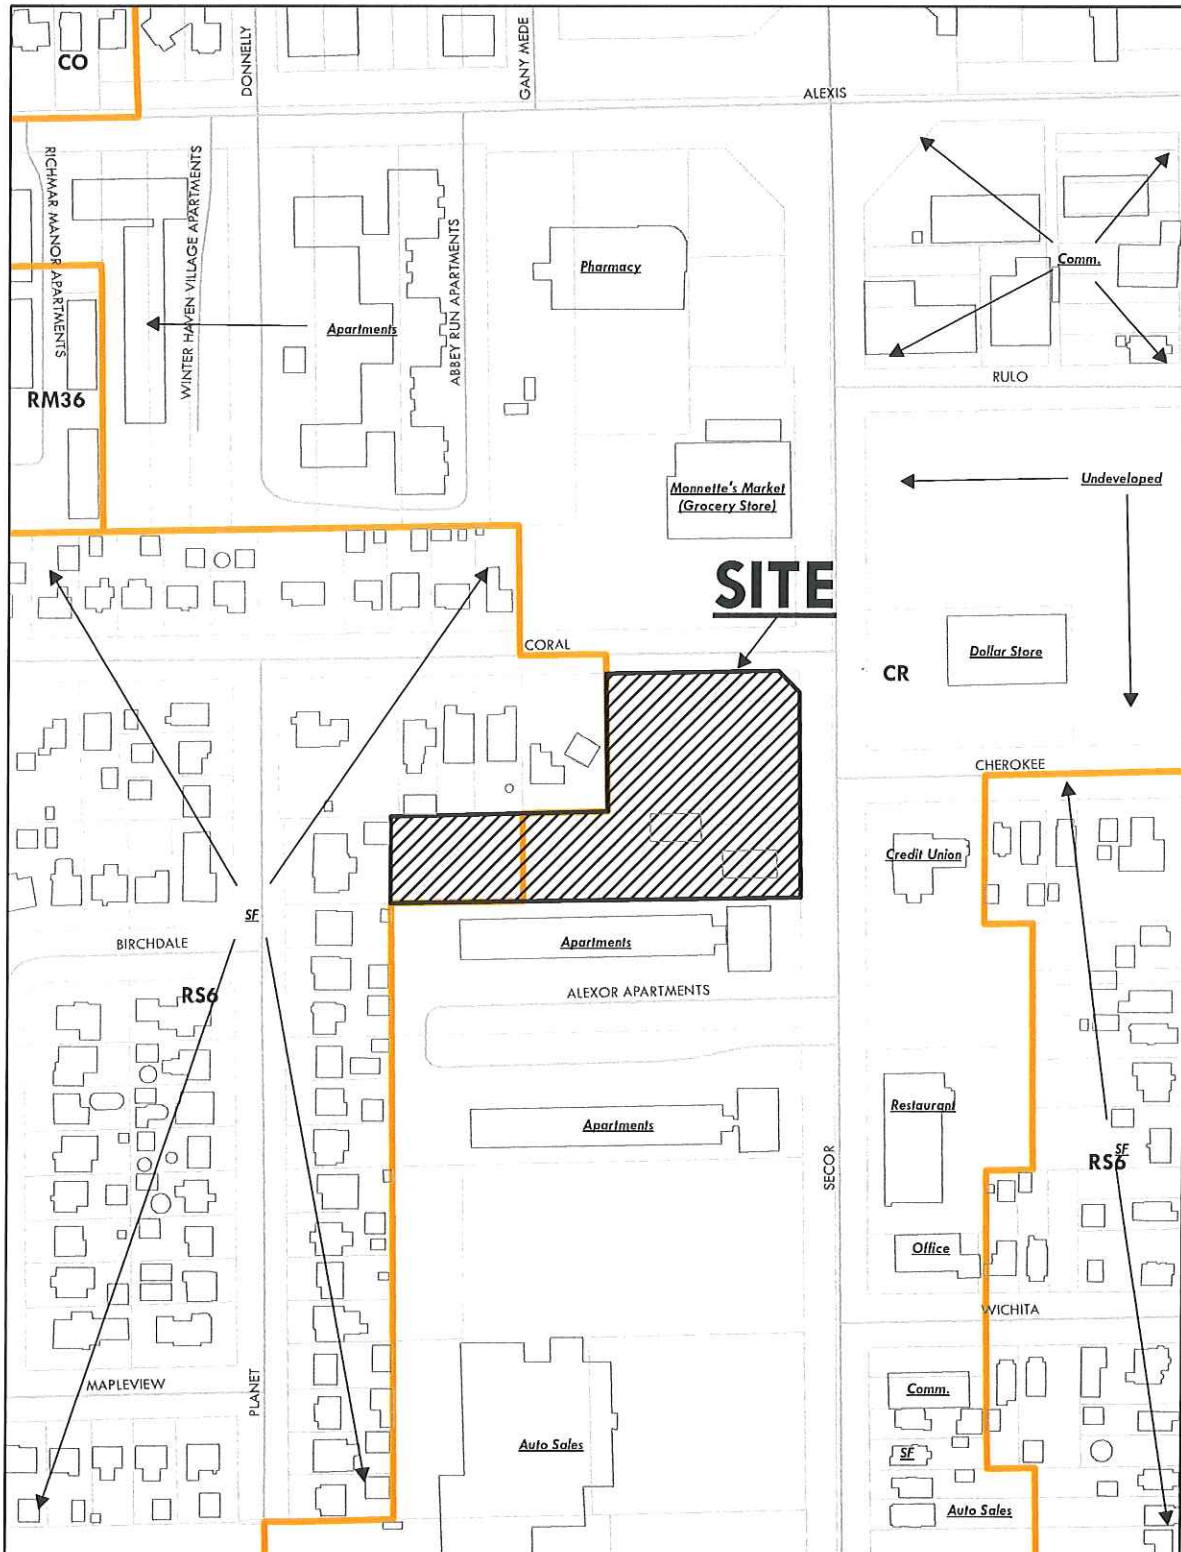 CO
DONNELLY
GANY MEDE
ALEXIS
RICHMAR MANOR APARTMENTS
WINTER HAVEN VILLAGE APARTMENTS
ABBEY RUN APARTMENTS
Pharmacy
Comm.
Apartments
RULO
RM36
Monnette's Market
(Grocery Store)
Undeveloped
SITE
CORAL
Dollar Store
CR
CHEROKEE
Credit Union
SF
BIRCHDALE
Apartments
RS6
ALEXOR APARTMENTS
Restaurant
Apartments
SECOR
SF
RS6
Office
WICHITA
MAPLEVIEW
PLANET
Comm.
Auto Sales
SF
Auto Sales